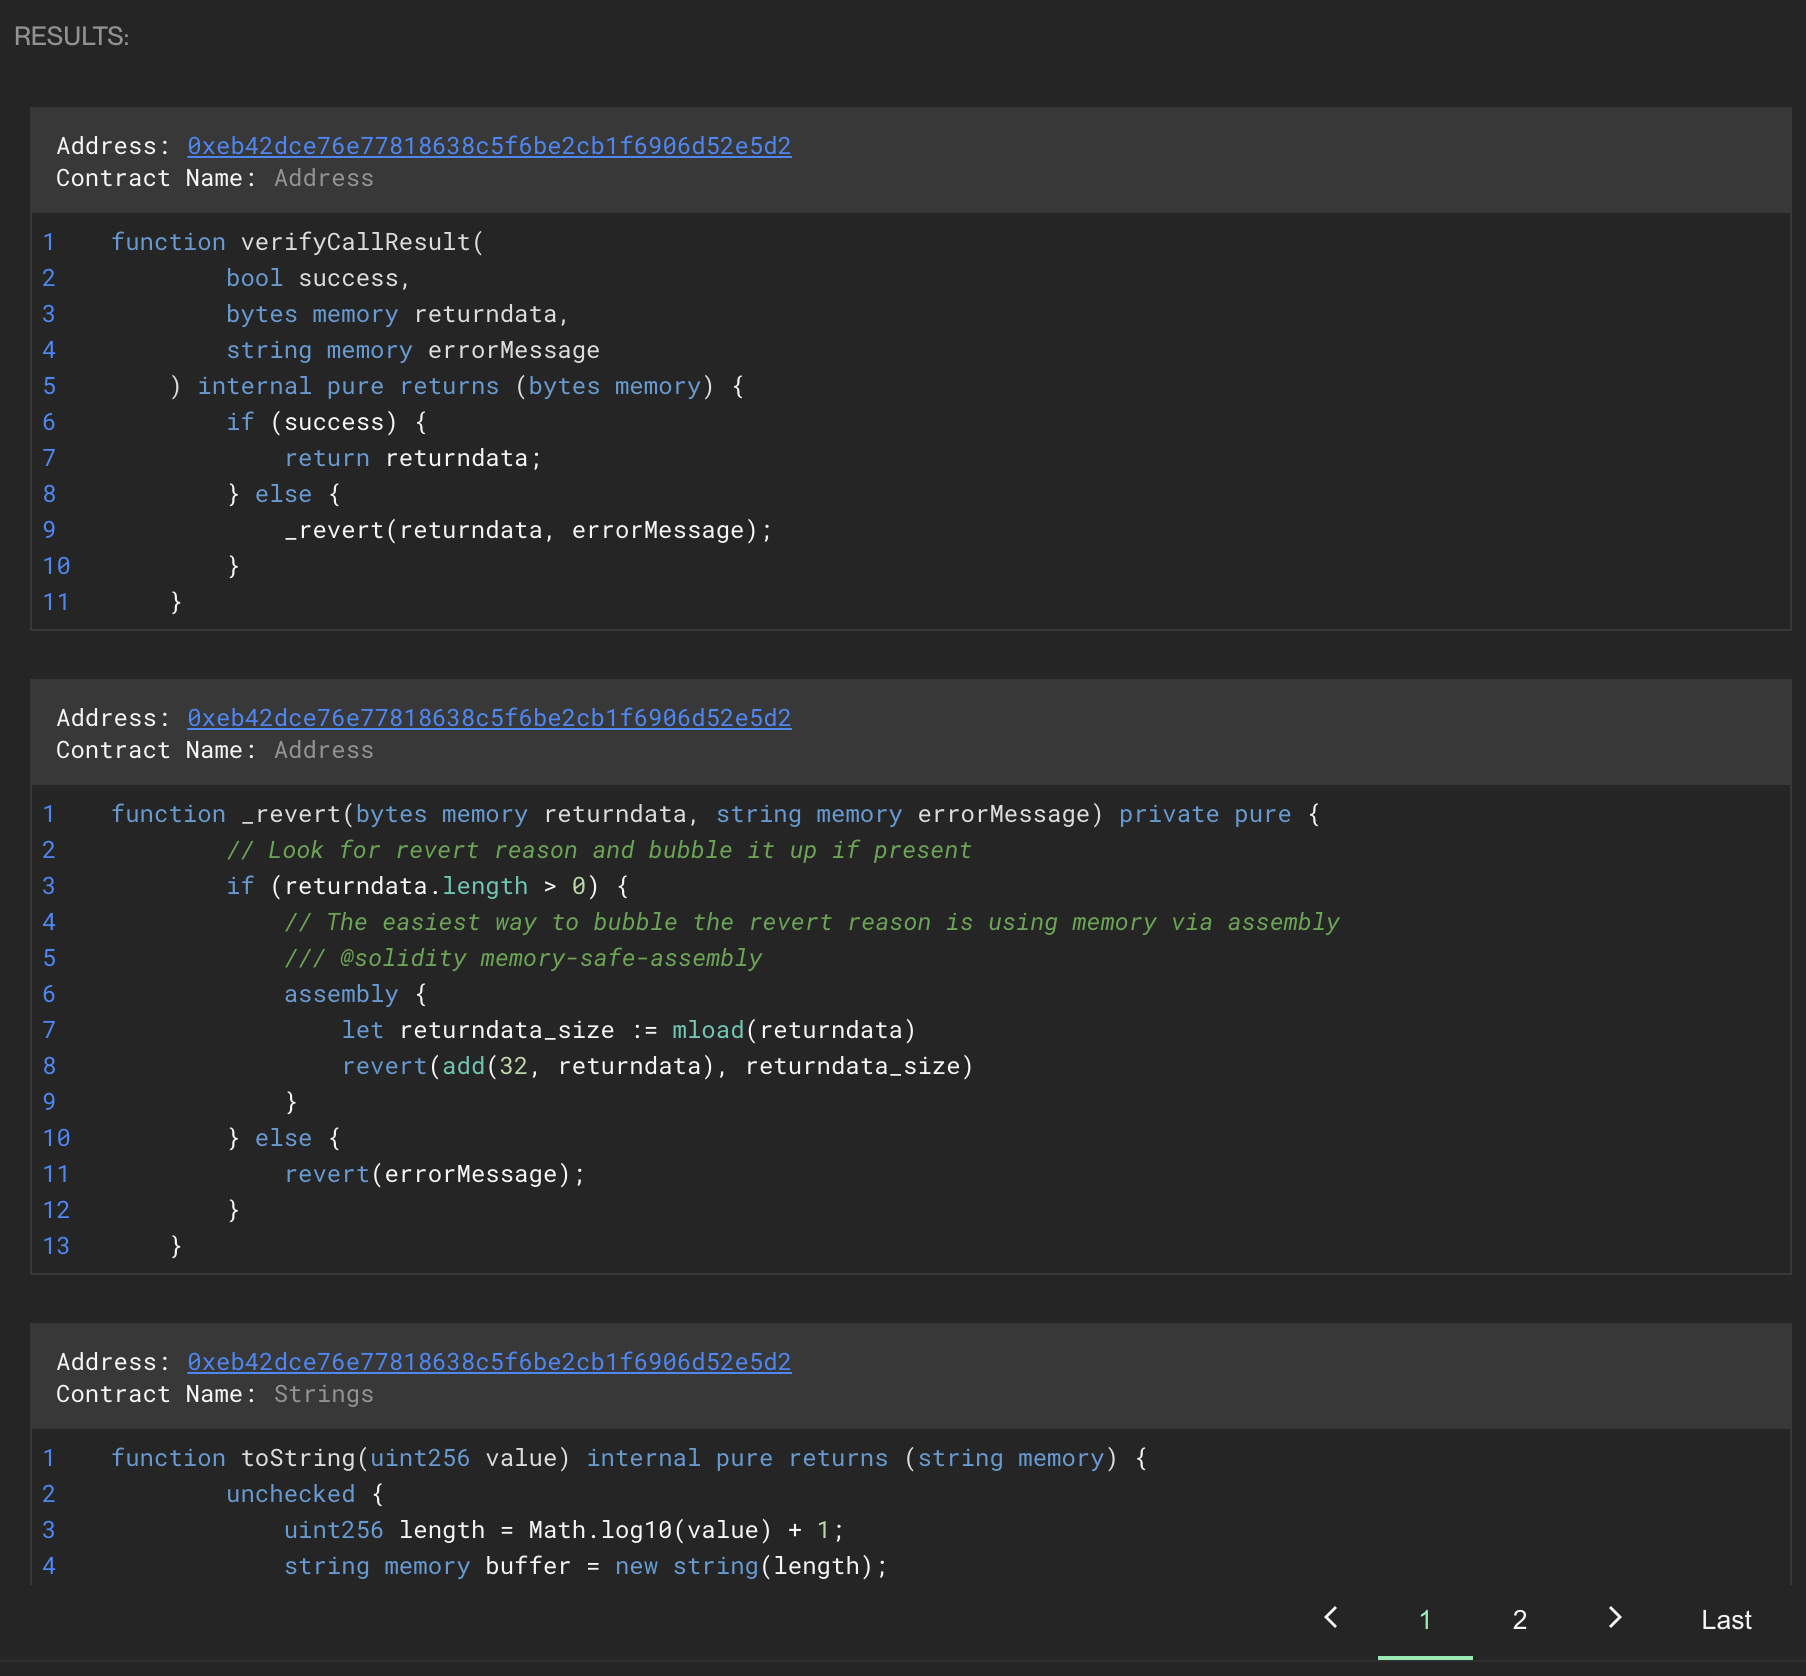 RESULTS:
Address: 0xeb42dce76e77818638c5f6be2cb1f6906d52e5d2
Contract Name: Address
1 function verifyCallResult(
2 bool success,
3 bytes memory returndata,
4 string memory errorMessage
5 ) internal pure returns (bytes memory) {
6 if (success) {
7 return returndata;
8 } else {
9 _revert(returndata, errorMessage);
10 }
11 }
Address: 0xeb42dce76e77818638c5f6be2cb1f6906d52e5d2
Contract Name: Address
1 function _revert(bytes memory returndata, string memory errorMessage) private pure {
2 // Look for revert reason and bubble it up if present
3 if (returndata.length > 0) {
4 // The easiest way to bubble the revert reason is using memory via assembly
5 /// @solidity memory-safe-assembly
6 assembly {
7 let returndata_size := mload(returndata)
8 revert(add(32, returndata), returndata_size)
9 }
10 } else {
11 revert(errorMessage);
12 }
13 }
Address: 0xeb42dce76e77818638c5f6be2cb1f6906d52e5d2
Contract Name: Strings
1 function toString(uint256 value) internal pure returns (string memory) {
2 unchecked {
3 uint256 length = Math.log10(value) + 1;
4 string memory buffer = new string(length);
1 2 Last